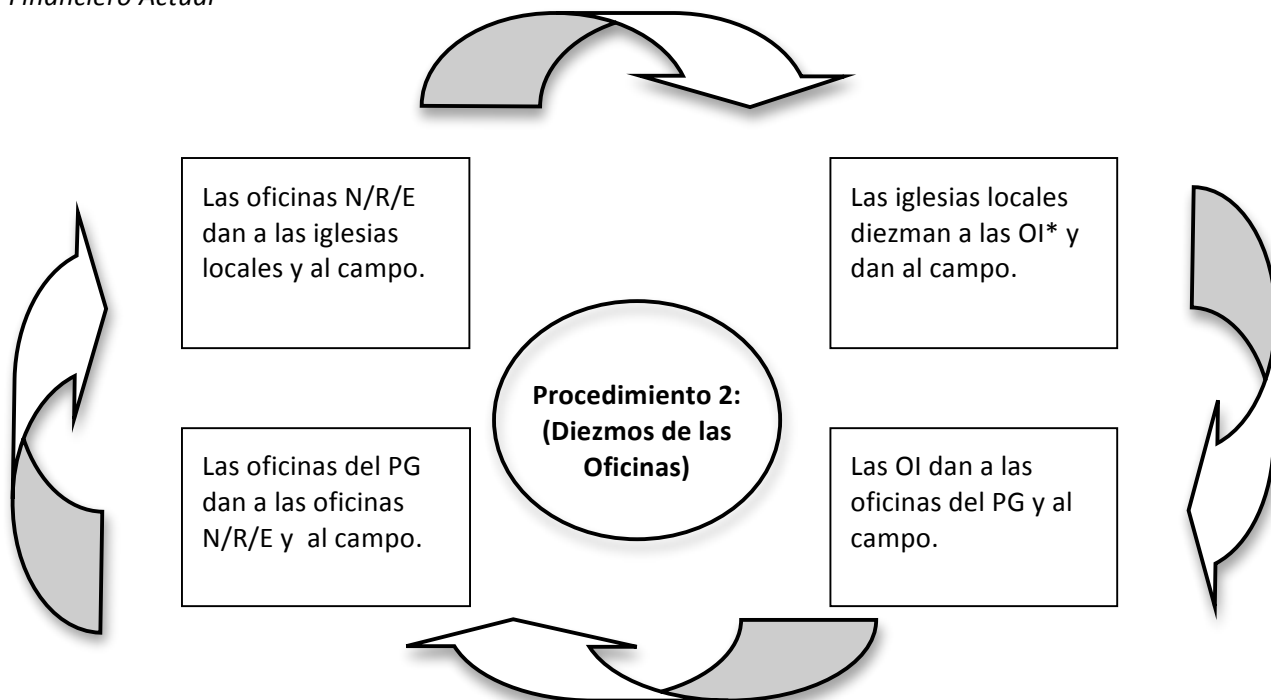 Financiero Actual
Las oficinas N/R/E
dan a las iglesias
locales y al campo.
Las iglesias locales
diezman a las OI* y
dan al campo.
Procedimiento 2:
(Diezmos de las
Oficinas)
Las oficinas del PG
dan a las oficinas
N/R/E y  al campo.
Las OI dan a las
oficinas del PG y al
campo.